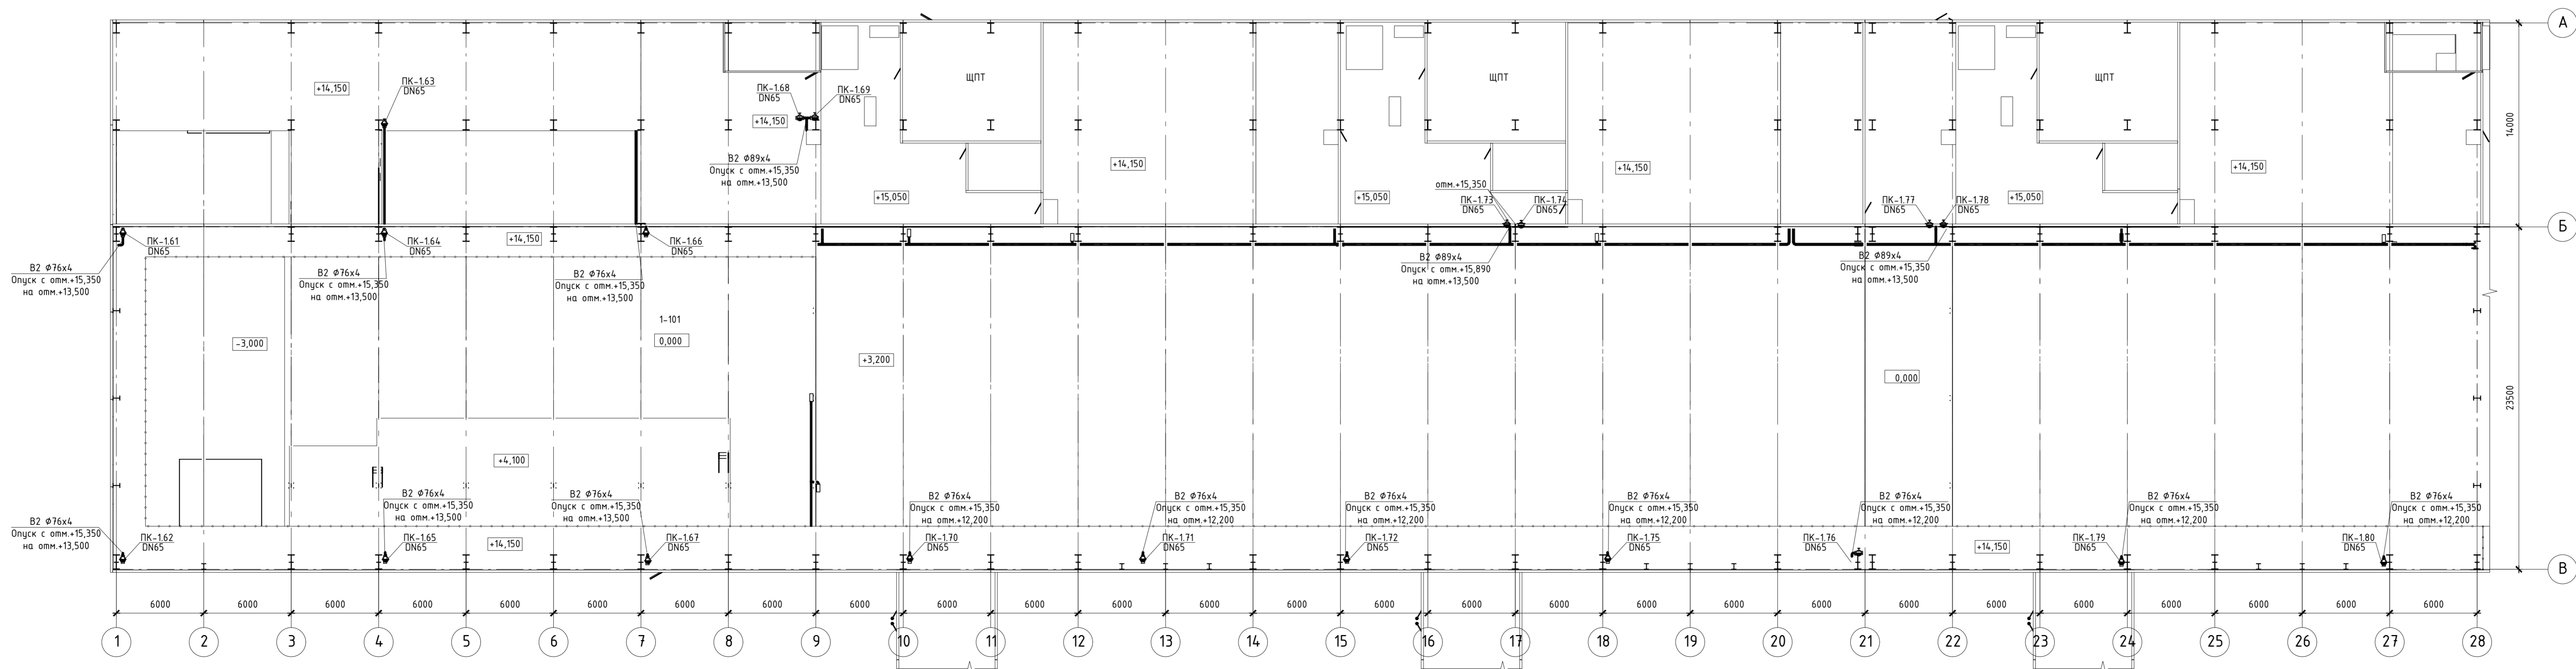 А
ЩПТ
ЩПТ
ЩПТ
ПК-1.63
DN65
+14,150
ПК-1.68
DN65
ПК-1.69
DN65
+14,150
14000
В2 Ø89х4
Опуск с отм.+15,350
на отм.+13,500
+14,150
+14,150
+14,150
отм.+15,350
+15,050
+15,050
+15,050
ПК-1.73
DN65
ПК-1.74
DN65
ПК-1.77
DN65
ПК-1.78
DN65
Б
ПК-1.61
DN65
ПК-1.64
DN65
+14,150
ПК-1.66
DN65
В2 Ø76х4
Опуск с отм.+15,350
на отм.+13,500
В2 Ø76х4
Опуск с отм.+15,350
на отм.+13,500
В2 Ø76х4
Опуск с отм.+15,350
на отм.+13,500
В2 Ø89х4
Опуск с отм.+15,890
на отм.+13,500
В2 Ø89х4
Опуск с отм.+15,350
на отм.+13,500
1-101
0,000
-3,000
+3,200
0,000
23500
+4,100
В2 Ø76х4
Опуск с отм.+15,350
на отм.+13,500
В2 Ø76х4
Опуск с отм.+15,350
на отм.+13,500
В2 Ø76х4
Опуск с отм.+15,350
на отм.+13,500
В2 Ø76х4
Опуск с отм.+15,350
на отм.+12,200
В2 Ø76х4
Опуск с отм.+15,350
на отм.+12,200
В2 Ø76х4
Опуск с отм.+15,350
на отм.+12,200
В2 Ø76х4
Опуск с отм.+15,350
на отм.+12,200
В2 Ø76х4
Опуск с отм.+15,350
на отм.+12,200
В2 Ø76х4
Опуск с отм.+15,350
на отм.+12,200
В2 Ø76х4
Опуск с отм.+15,350
на отм.+12,200
ПК-1.62
DN65
ПК-1.65
DN65
+14,150
ПК-1.67
DN65
ПК-1.70
DN65
ПК-1.71
DN65
ПК-1.72
DN65
ПК-1.75
DN65
ПК-1.76
DN65
+14,150
ПК-1.79
DN65
ПК-1.80
DN65
В
6000 6000 6000 6000 6000 6000 6000 6000 6000 6000 6000 6000 6000 6000 6000 6000 6000 6000 6000 6000 6000 6000 6000 6000 6000 6000 6000
1 2 3 4 5 6 7 8 9 10 11 12 13 14 15 16 17 18 19 20 21 22 23 24 25 26 27 28